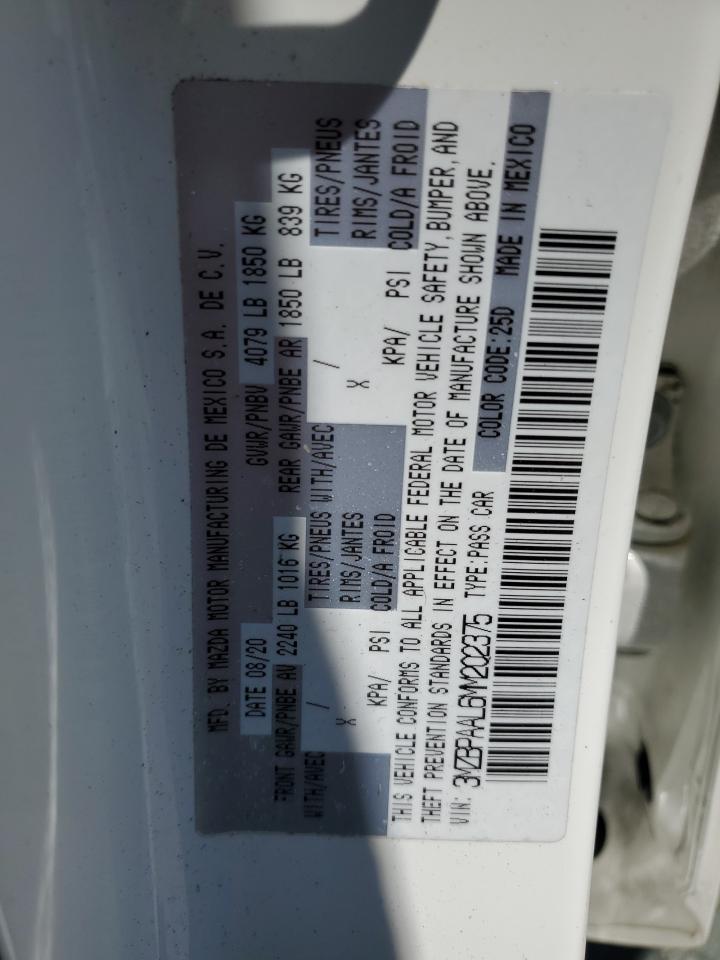 MFD. BY MAZDA MOTOR MANUFACTURING DE MEXICO S.A. DE C.V.
DATE 08/20 GVWR/PNBV 4079 LB 1850 KG
FRONT GAWR/PNBE AV 2240 LB 1016 KG REAR GAWR/PNBE AR 1850 LB 839 KG
WITH/AVEC / TIRES/PNEUS WITH/AVEC / TIRES/PNEUS
X RIMS/JANTES X RIMS/JANTES
KPA/ PSI COLD/A FROID KPA/ PSI COLD/A FROID
THIS VEHICLE CONFORMS TO ALL APPLICABLE FEDERAL MOTOR VEHICLE SAFETY, BUMPER, AND
THEFT PREVENTION STANDARDS IN EFFECT ON THE DATE OF MANUFACTURE SHOWN ABOVE.
VIN: 3MZBPAAL6MM202375 TYPE:PASS CAR COLOR CODE:25D MADE IN MEXICO